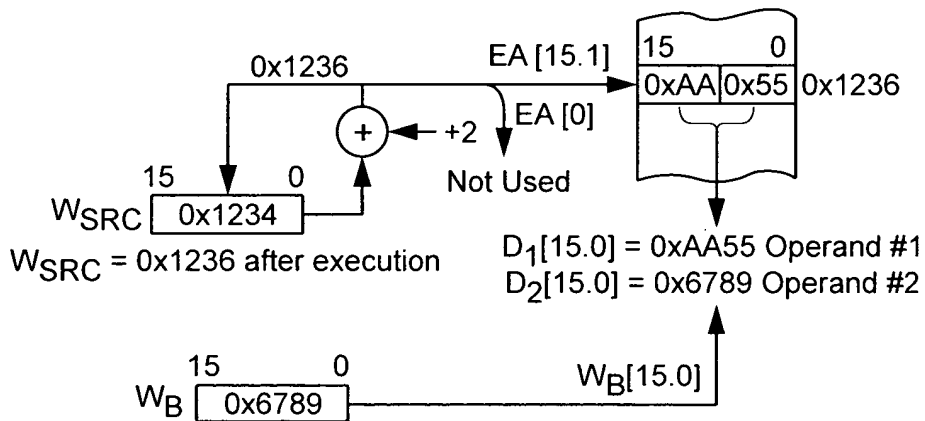 15 0
0x1236 EA [15.1]
0xAA 0x55 0x1236
EA [0]
+ +2
15 0 Not Used
WSRC 0x1234
WSRC = 0x1236 after execution
D1[15.0] = 0xAA55 Operand #1
D2[15.0] = 0x6789 Operand #2
15 0
WB[15.0]
WB 0x6789